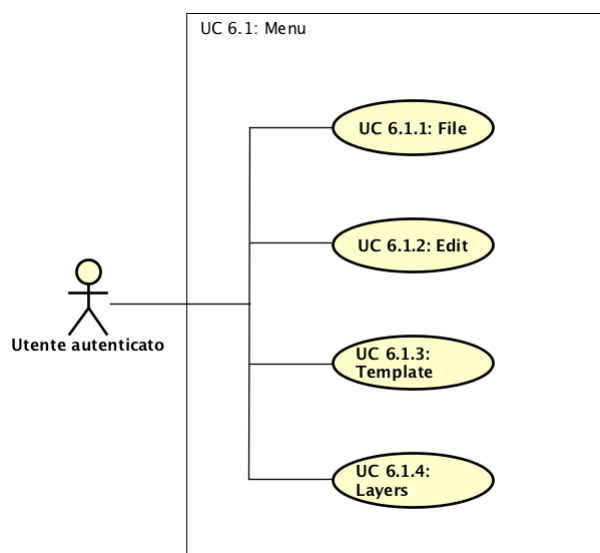 UC 6.1: Menu
UC 6.1.1: File
UC 6.1.2: Edit
Utente autenticato
UC 6.1.3:
Template
UC 6.1.4:
Layers